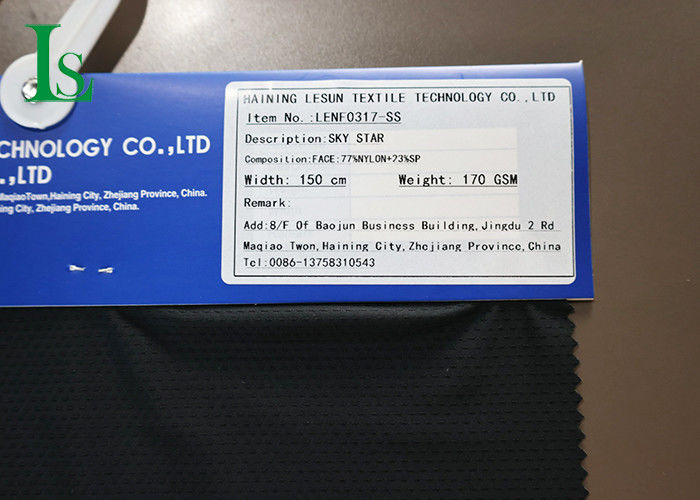 LS
HAINING LESUN TEXTILE TECHNOLOGY CO.,LTD
Item No.:LENF0317-SS
Description:SKY STAR
Composition:FACE:77%NYLON+23%SP
Width: 150 cm Weight: 170 GSM
Remark:
Add:8/F Of Baojun Business Building,Jingdu 2 Rd
Maqiao Twon,Haining City,Zhejiang Province,China
Tel:0086-13758310543
CHNOLOGY CO.,LTD
.,LTD
MaqiaoTown,Haining City, Zhejiang Province, China.
ing City, Zhejiang Province, China.